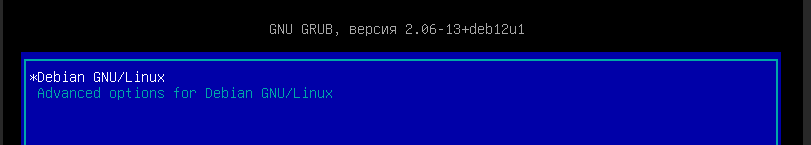 GNU GRUB, версия 2.06-13+deb12u1
*Debian GNU/Linux
Advanced options for Debian GNU/Linux